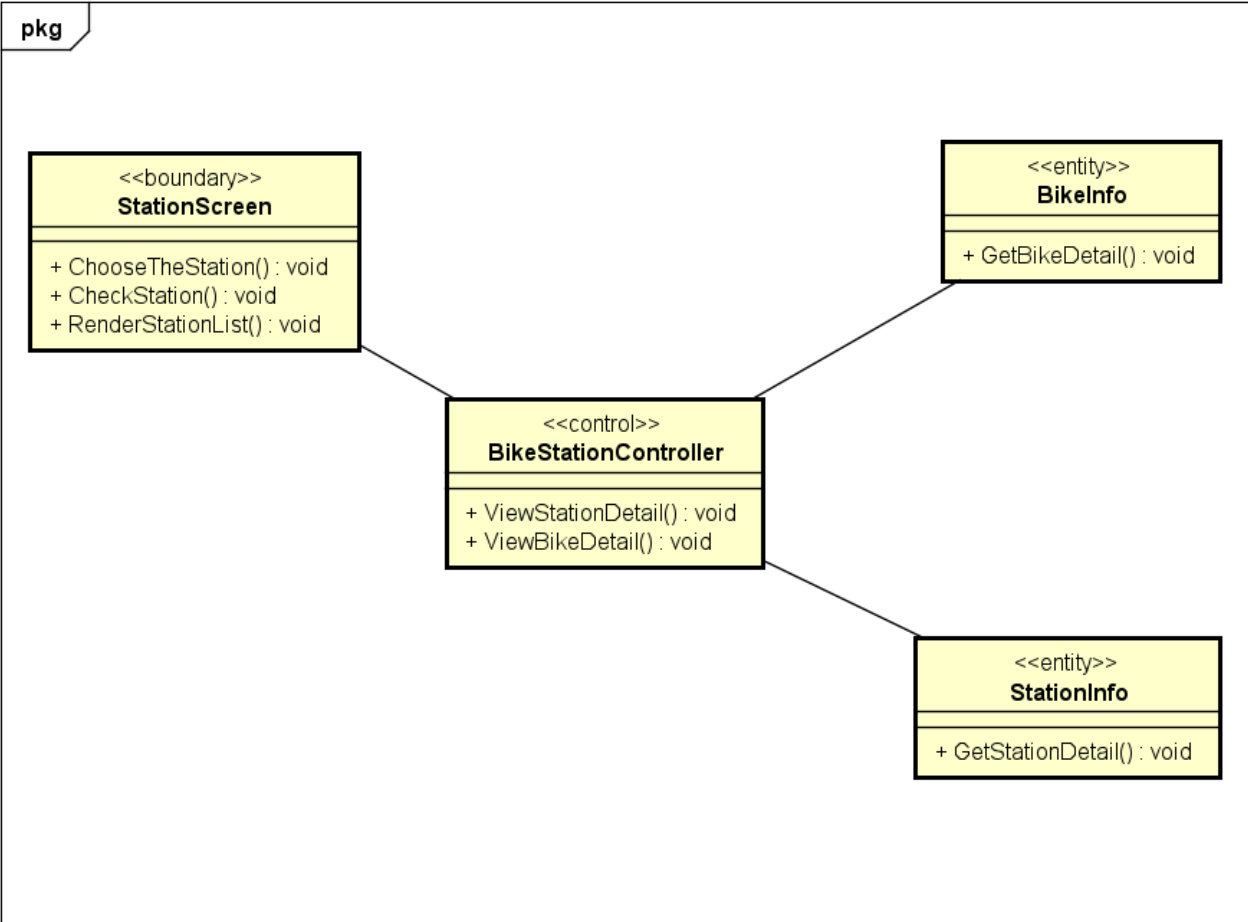 pkg
<<boundary>>
StationScreen
+ ChooseTheStation() : void
+ CheckStation() : void
+ RenderStationList() : void
<<entity>>
BikeInfo
+ GetBikeDetail() : void
<<control>>
BikeStationController
+ ViewStationDetail() : void
+ ViewBikeDetail() : void
<<entity>>
StationInfo
+ GetStationDetail() : void